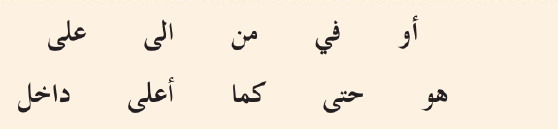 أو في من الى على
هو حتى كما أعلى داخل